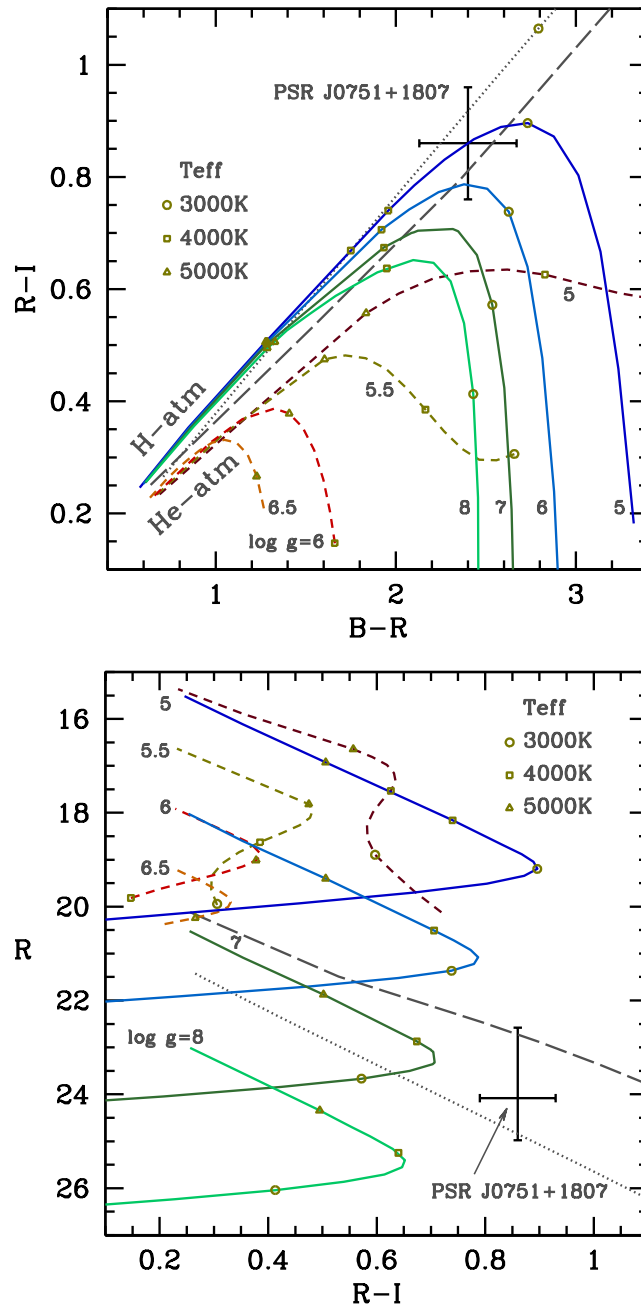 1
0.8
0.6
0.4
0.2
R−I
PSR J0751+1807
Teff
3000K
4000K
5000K
5
5.5
H−atm
He−atm
6.5
log g=6
8
7
6
5
1
2
3
B−R
16
18
20
22
24
26
R
5
5.5
6
6.5
7
log g=8
Teff
3000K
4000K
5000K
PSR J0751+1807
0.2
0.4
0.6
0.8
1
R−I